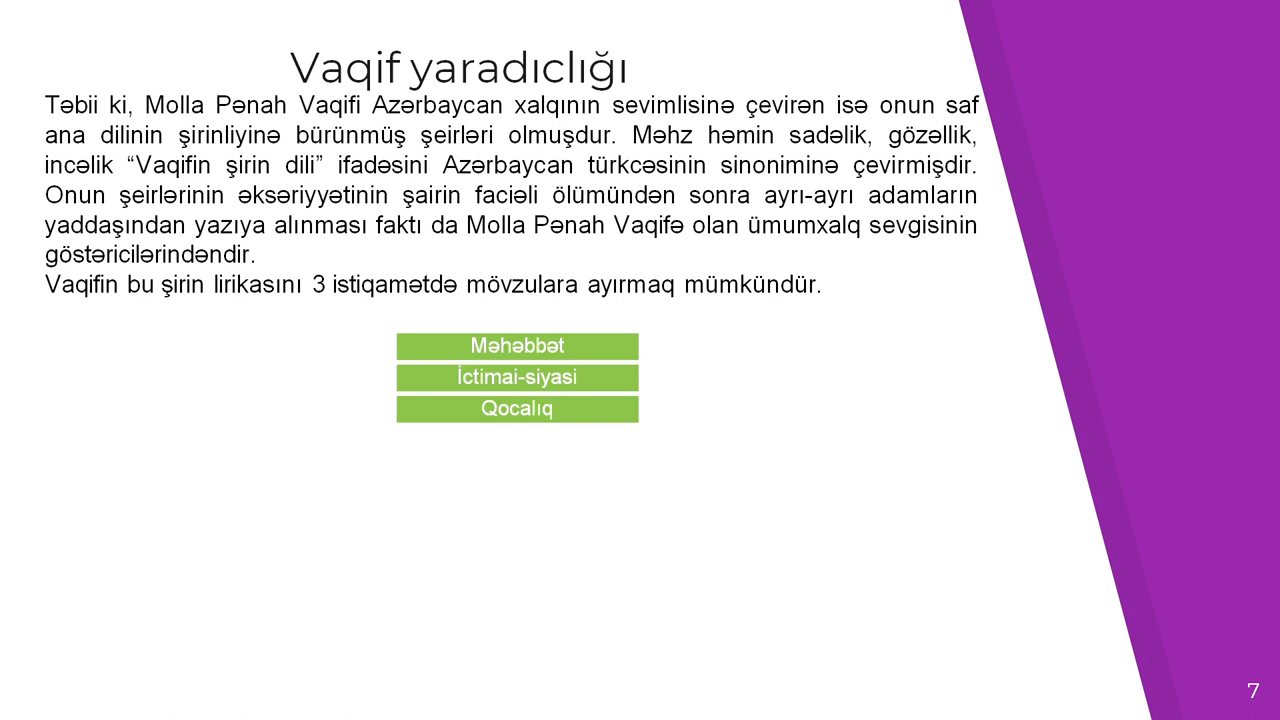 Vaqif yaradıclığı
Təbii ki, Molla Pənah Vaqifi Azərbaycan xalqının sevimlisinə çevirən isə onun saf
ana dilinin şirinliyinə bürünmüş şeirləri olmuşdur. Məhz həmin sadəlik, gözəllik,
incəlik “Vaqifin şirin dili” ifadəsini Azərbaycan türkcəsinin sinoniminə çevirmişdir.
Onun şeirlərinin əksəriyyətinin şairin faciəli ölümündən sonra ayrı-ayrı adamların
yaddaşından yazıya alınması faktı da Molla Pənah Vaqifə olan ümumxalq sevgisinin
göstəricilərindəndir.
Vaqifin bu şirin lirikasını 3 istiqamətdə mövzulara ayırmaq mümkündür.
Məhəbbət
İctimai-siyasi
Qocalıq
7